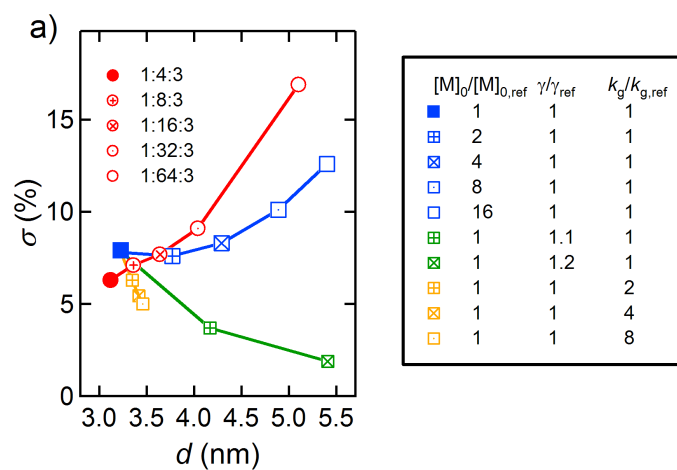 a)
1:4:3
1:8:3
1:16:3
1:32:3
1:64:3
15
10
5
0
σ (%)
3.0 3.5 4.0 4.5 5.0 5.5
d (nm)
[M]0/[M]0,ref γ/γref kg/kg,ref
1 1 1
2 1 1
4 1 1
8 1 1
16 1 1
1 1.1 1
1 1.2 1
1 1 2
1 1 4
1 1 8